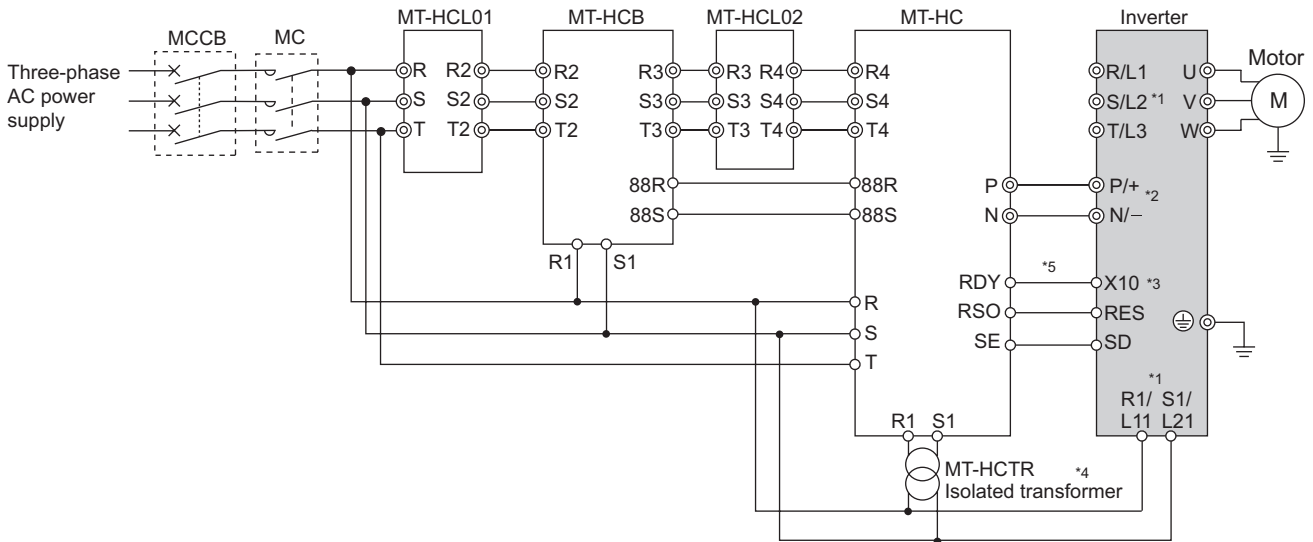 MT-HCL01
MT-HCB
MT-HCL02
MT-HC
Inverter
MCCB
MC
Motor
Three-phase
AC power
supply
R R2 R2 R3 R3 R4 R4 R/L1 U
S S2 S2 S3 S3 S4 S4 S/L2 *1 V M
T T2 T2 T3 T3 T4 T4 T/L3 W
88R 88R P P/+ *2
88S 88S N N/−
R1 S1
RDY *5 X10 *3
R
RSO RES
S
SE SD
T
*1
R1/ S1/
L11 L21
R1 S1
MT-HCTR *4
Isolated transformer